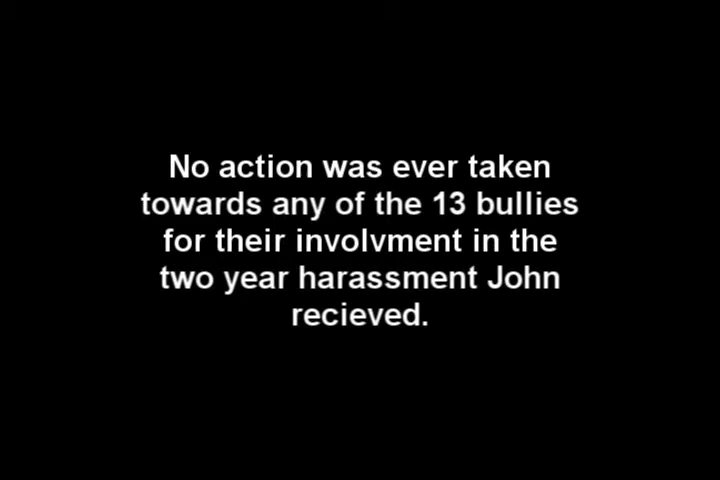 No action was ever taken
towards any of the 13 bullies
for their involvment in the
two year harassment John
recieved.